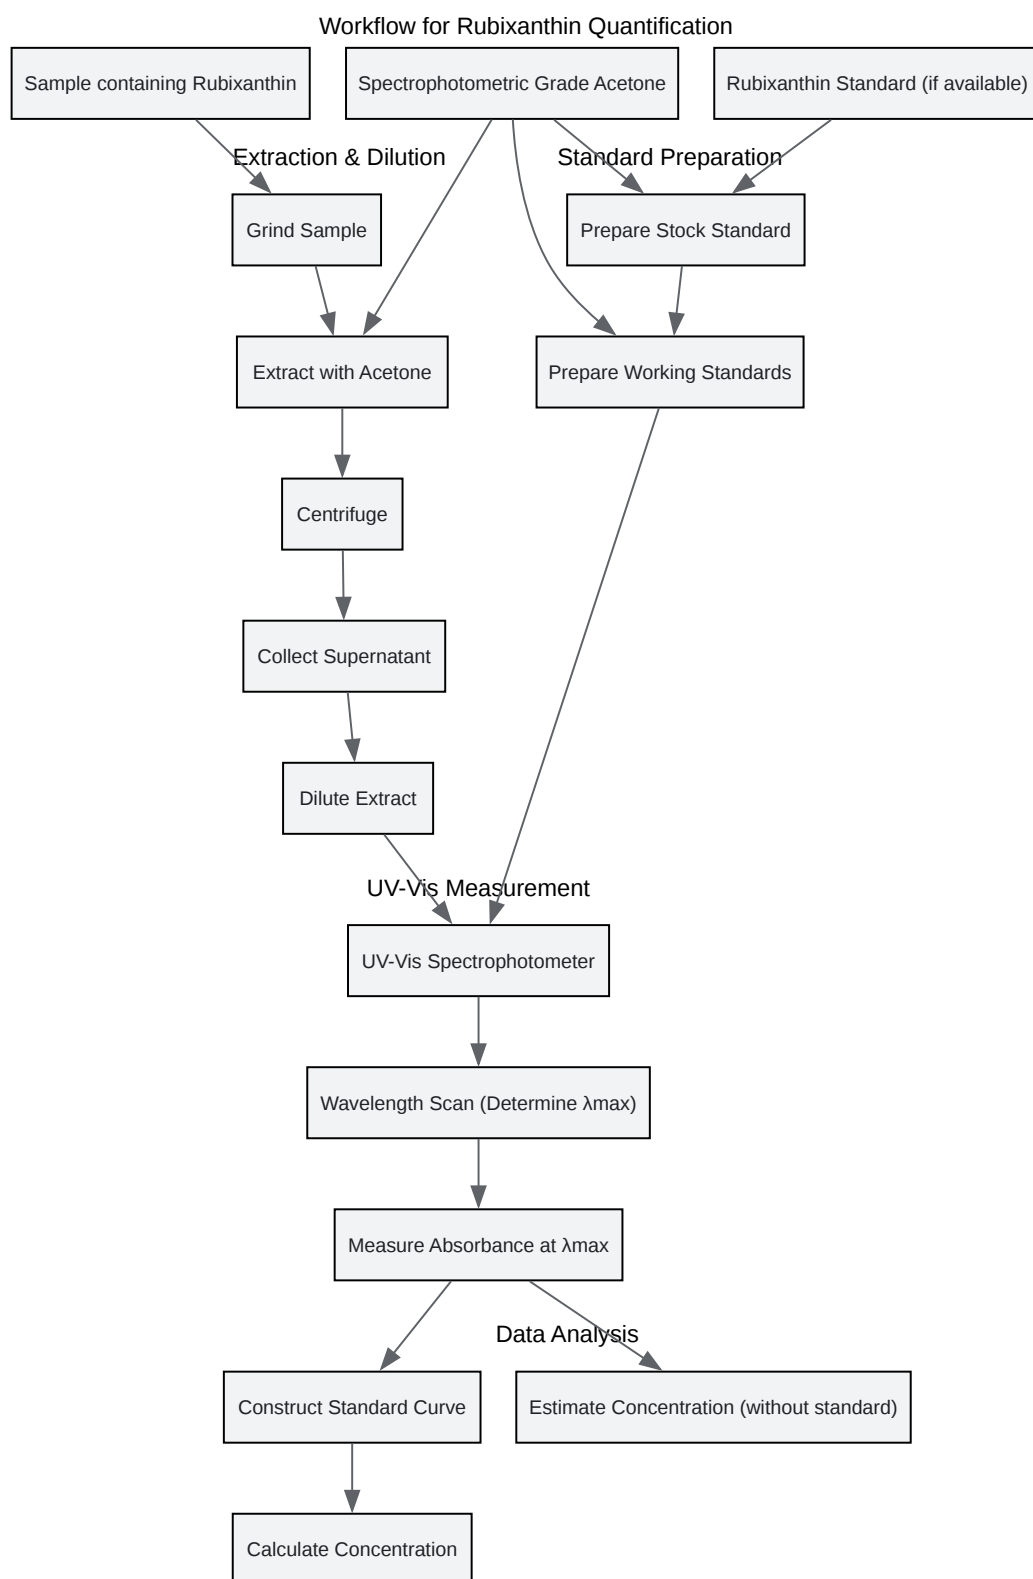 Workflow for Rubixanthin Quantification
Sample containing Rubixanthin
Spectrophotometric Grade Acetone
Rubixanthin Standard (if available)
Extraction & Dilution
Standard Preparation
Grind Sample
Prepare Stock Standard
Extract with Acetone
Prepare Working Standards
Centrifuge
Collect Supernatant
Dilute Extract
UV-Vis Measurement
UV-Vis Spectrophotometer
Wavelength Scan (Determine λmax)
Measure Absorbance at λmax
Data Analysis
Construct Standard Curve
Estimate Concentration (without standard)
Calculate Concentration